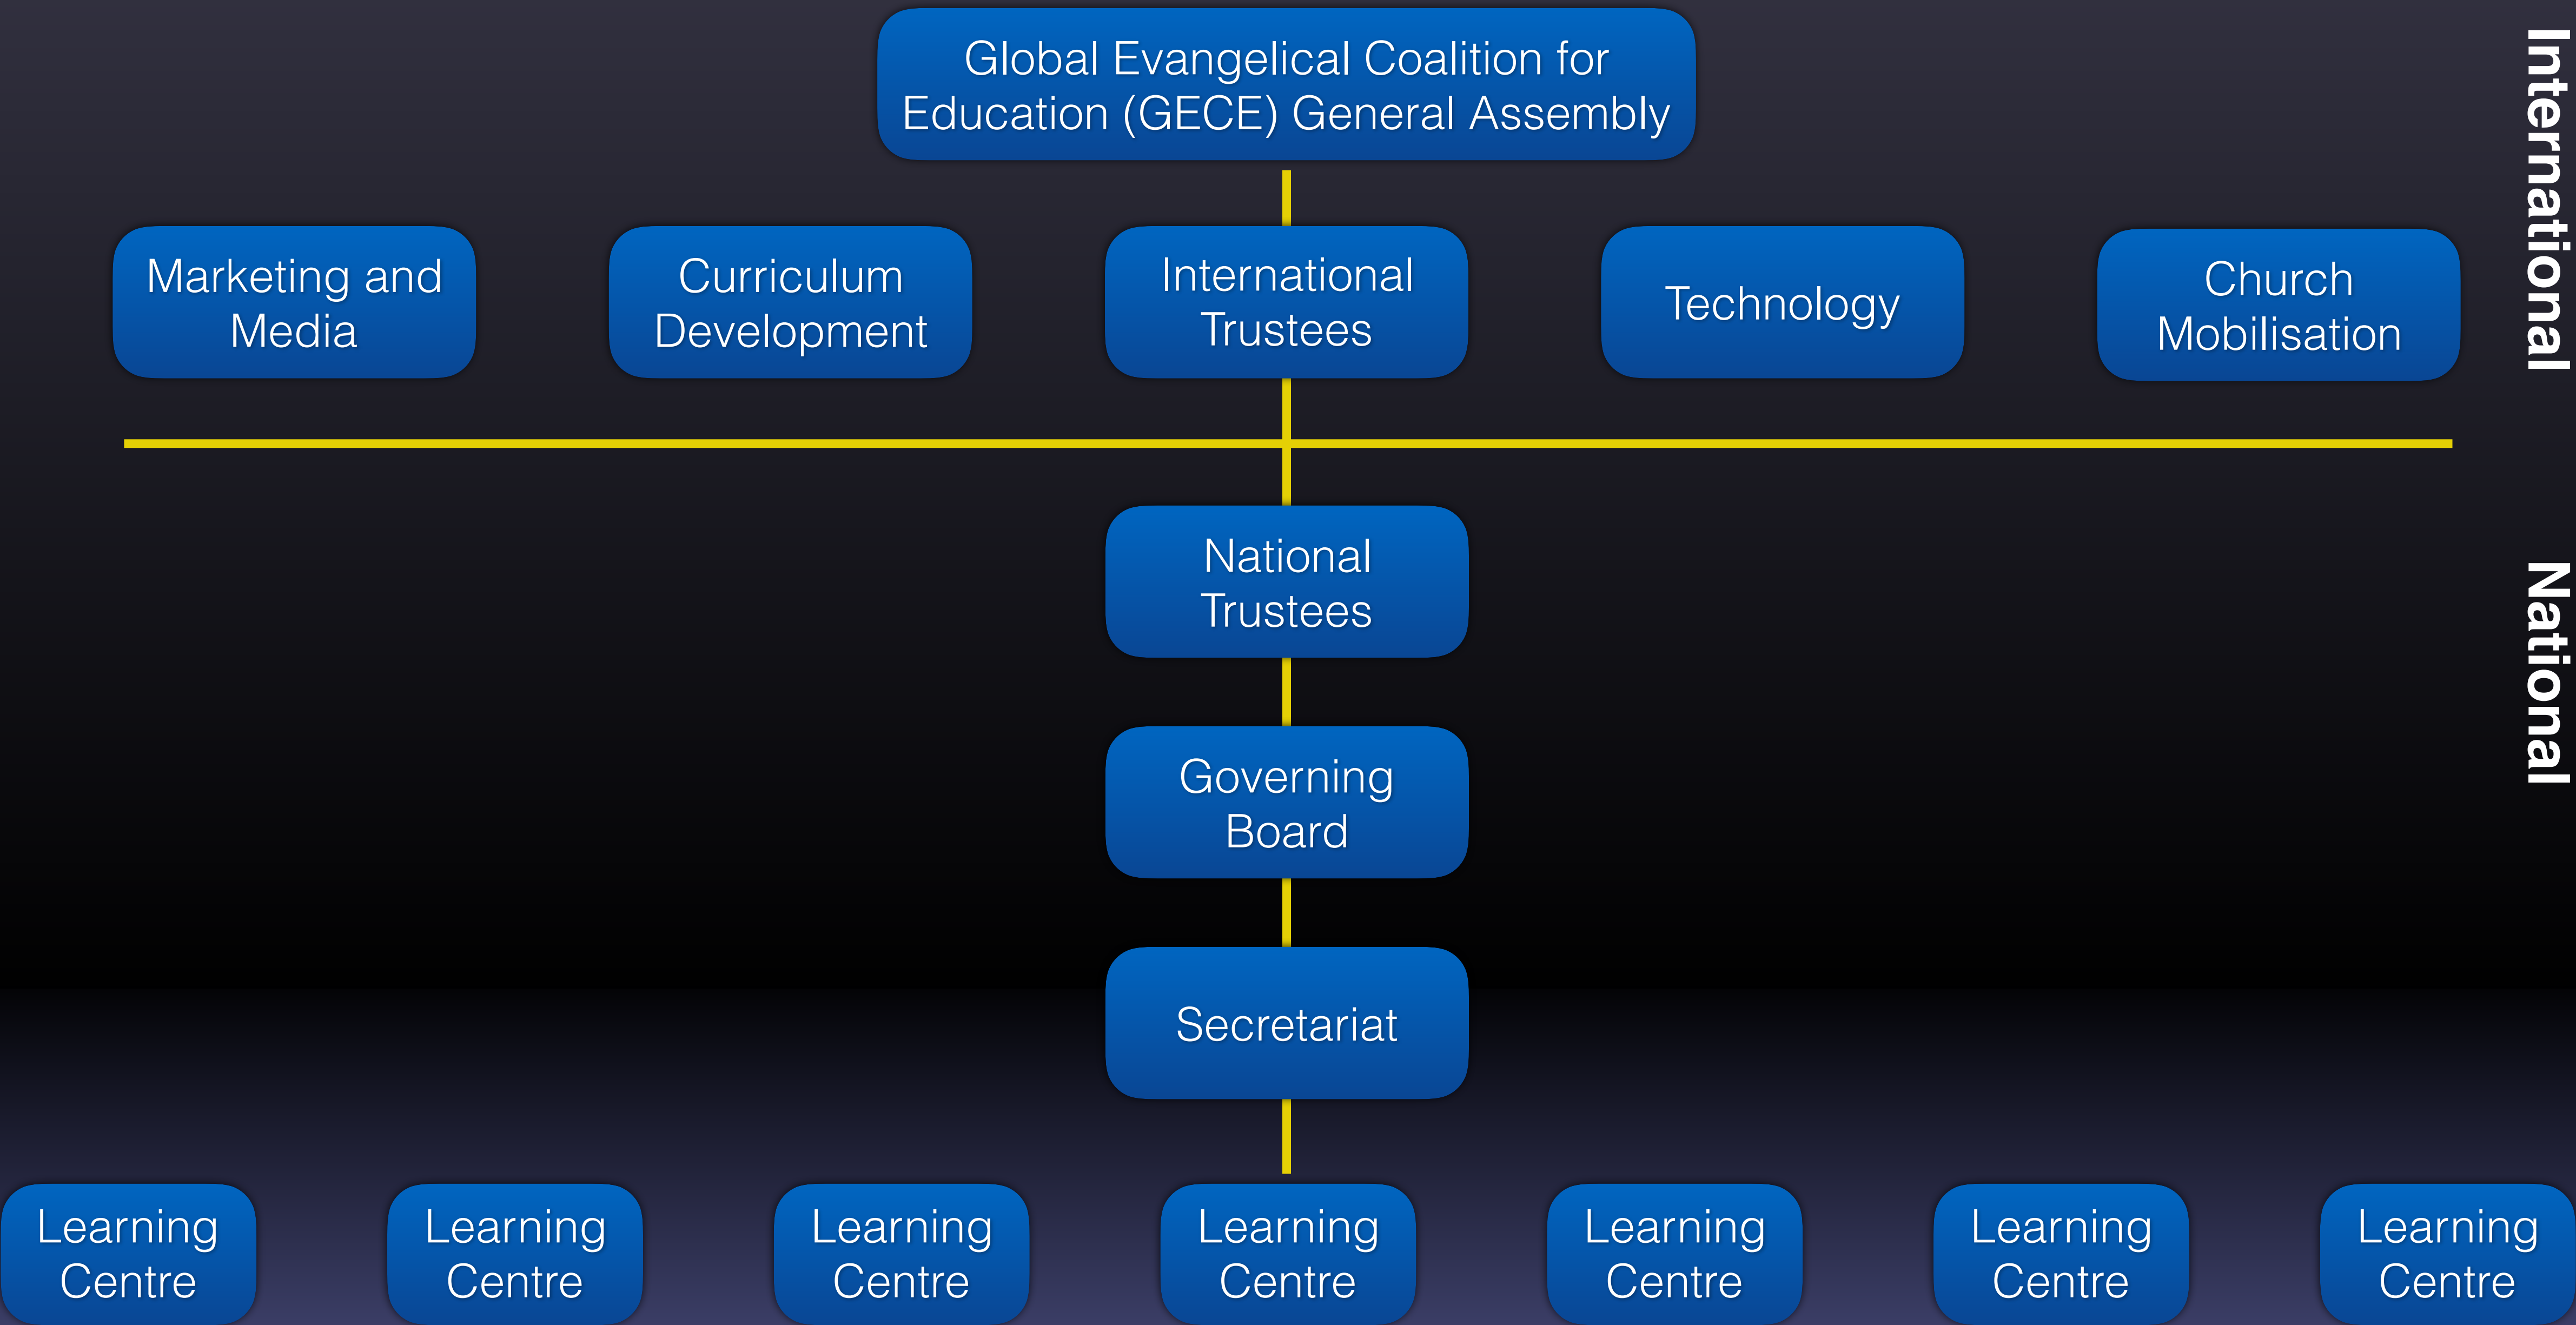 Global Evangelical Coalition for
Education (GECE) General Assembly
International
Marketing and
Media
Curriculum
Development
International
Trustees
Technology
Church
Mobilisation
National
Trustees
National
Governing
Board
Secretariat
Learning
Centre
Learning
Centre
Learning
Centre
Learning
Centre
Learning
Centre
Learning
Centre
Learning
Centre